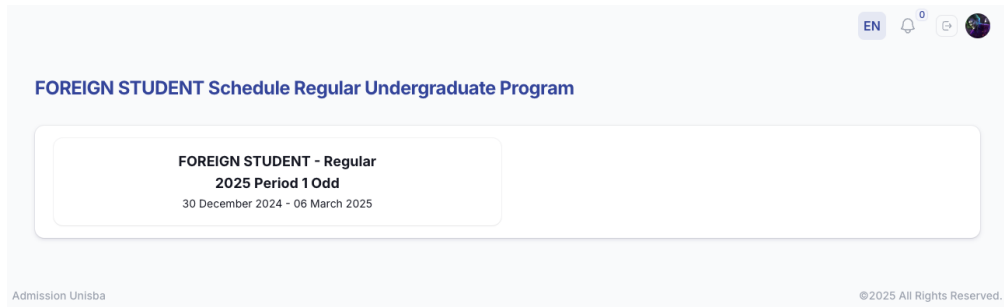 EN
0
FOREIGN STUDENT Schedule Regular Undergraduate Program
FOREIGN STUDENT - Regular
2025 Period 1 Odd
30 December 2024 - 06 March 2025
Admission Unisba
©2025 All Rights Reserved.